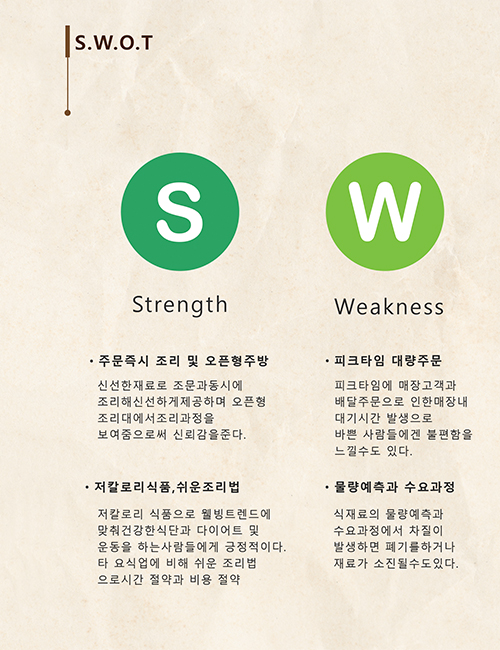 S.W.O.T
S
Strength
• 주문즉시 조리 및 오픈형주방
신선한재료로 조문과동시에
조리해신선하게제공하며 오픈형
조리대에서조리과정을
보여줌으로써 신뢰감을준다.
• 저칼로리식품,쉬운조리법
저칼로리 식품으로 웰빙트렌드에
맞춰건강한식단과 다이어트 및
운동을 하는사람들에게 긍정적이다.
타 요식업에 비해 쉬운 조리법
으로시간 절약과 비용 절약
W
Weakness
• 피크타임 대량주문
피크타임에 매장고객과
배달주문으로 인한매장내
대기시간 발생으로
바쁜 사람들에겐 불편함을
느낄수도 있다.
• 물량예측과 수요과정
식재료의 물량예측과
수요과정에서 차질이
발생하면 폐기를하거나
재료가 소진될수도있다.